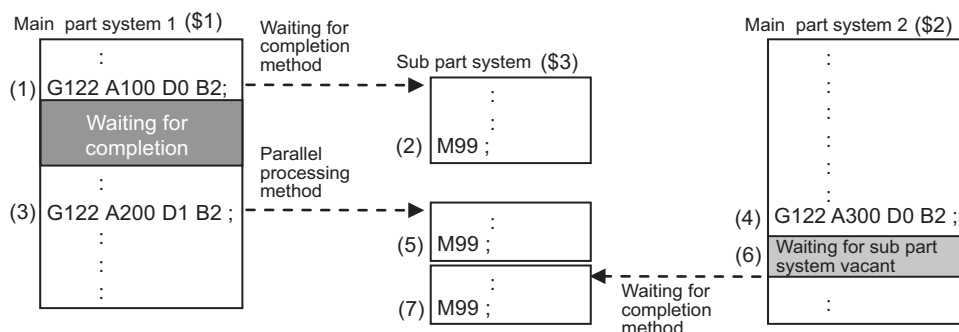 Main part system 1 ($1)
:
(1) G122 A100 D0 B2;
Waiting for
completion
:
(3) G122 A200 D1 B2 ;
:
:
:
Waiting for
completion
method
Parallel
processing
method
Sub part system ($3)
:
:
(2) M99 ;
:
(5) M99 ;
:
(7) M99 ;
Main part system 2 ($2)
:
:
:
:
:
:
(4) G122 A300 D0 B2 ;
(6) Waiting for sub part
system vacant
:
Waiting for
completion
method